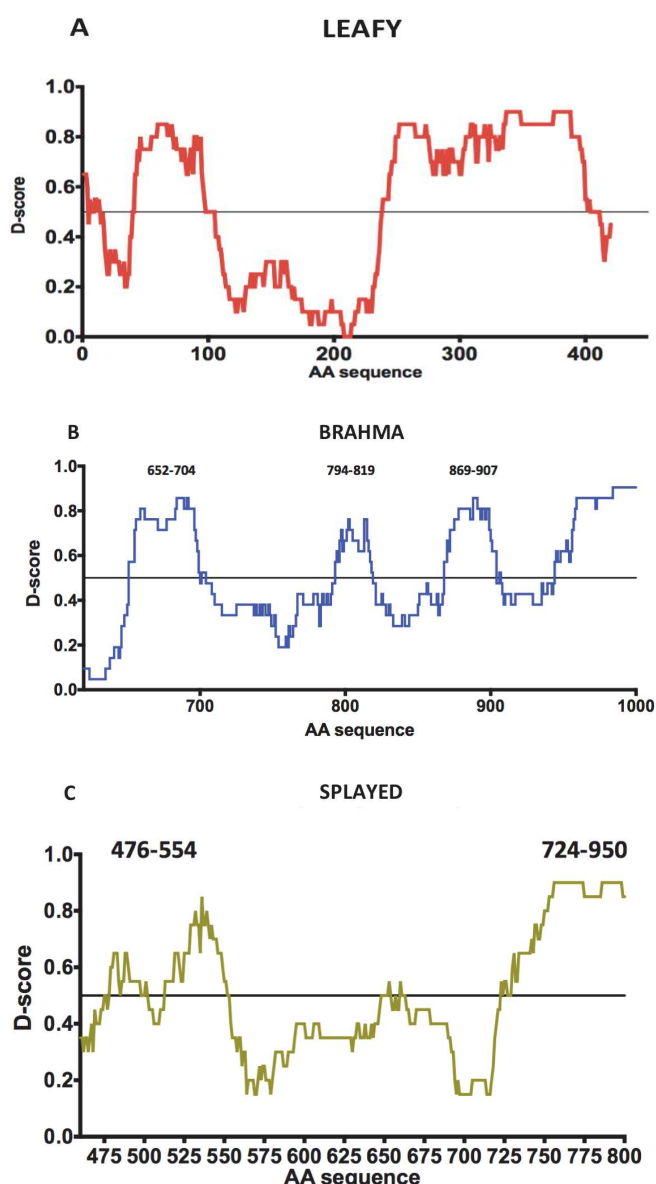 A
LEAFY
1.0
0.8
0.6
0.4
0.2
0.0
D-score
0 100 200 300 400
AA sequence
B
BRAHMA
652-704 794-819 869-907
1.0
0.8
0.6
0.4
0.2
0.0
D-score
700 800 900 1000
AA sequence
C
SPLAYED
476-554 724-950
1.0
0.8
0.6
0.4
0.2
0.0
D-score
475 500 525 550 575 600 625 650 675 700 725 750 775 800
AA sequence